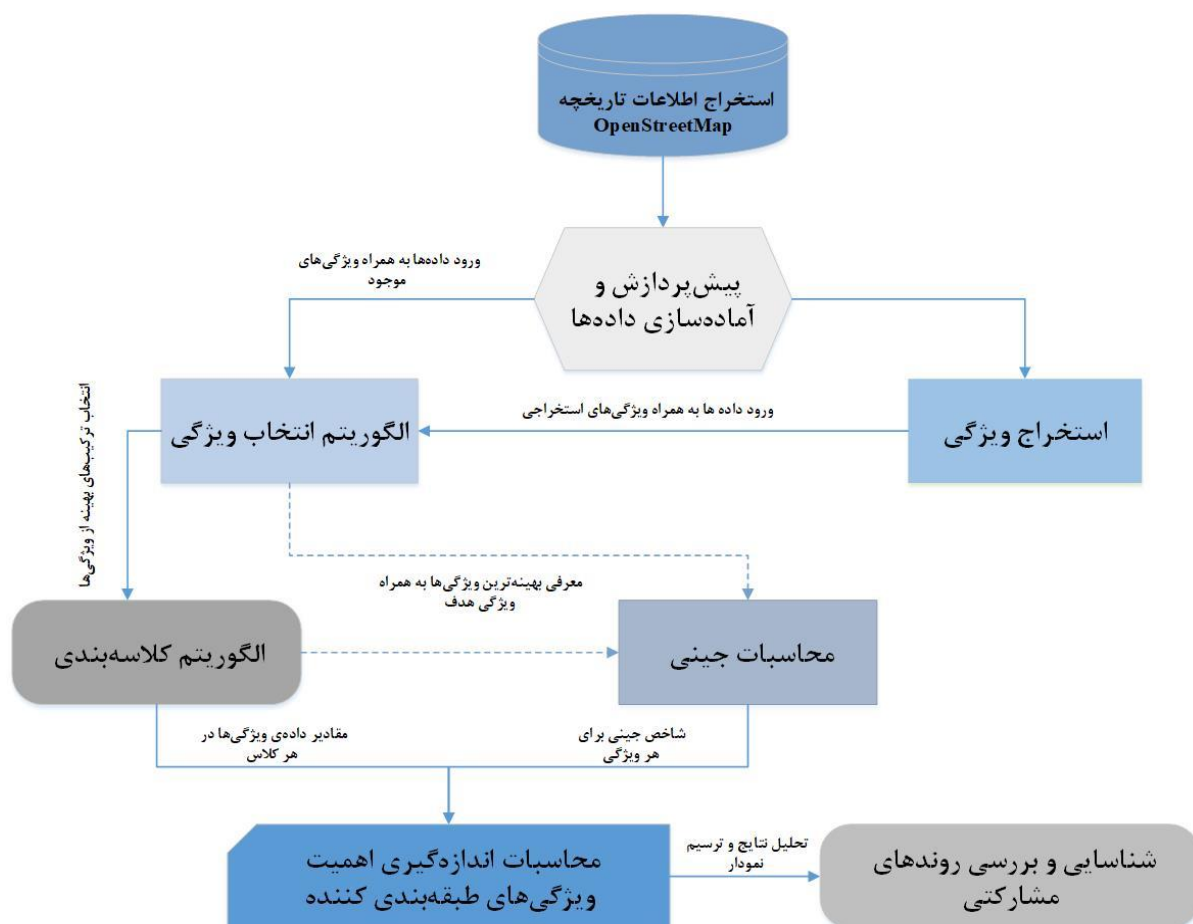 استخراج اطلاعات تاریخچه
OpenStreetMap
پیش‌پردازش و
آماده‌سازی داده‌ها
ورود داده‌ها به همراه ویژگی‌های
موجود
استخراج ویژگی
ورود داده ها به همراه ویژگی‌های استخراجی
الگوریتم انتخاب ویژگی
انتخاب ترکیب‌های بهینه از ویژگی‌ها
معرفی بهینه‌ترین ویژگی‌ها به همراه
ویژگی هدف
محاسبات جینی
الگوریتم کلاسه‌بندی
شاخص جینی برای
هر ویژگی
مقادیر داده‌ی ویژگی‌ها در
هر کلاس
محاسبات اندازه‌گیری اهمیت
ویژگی‌های طبقه‌بندی کننده
تحلیل نتایج و ترسیم
نمودار
شناسایی و بررسی روندهای
مشارکتی